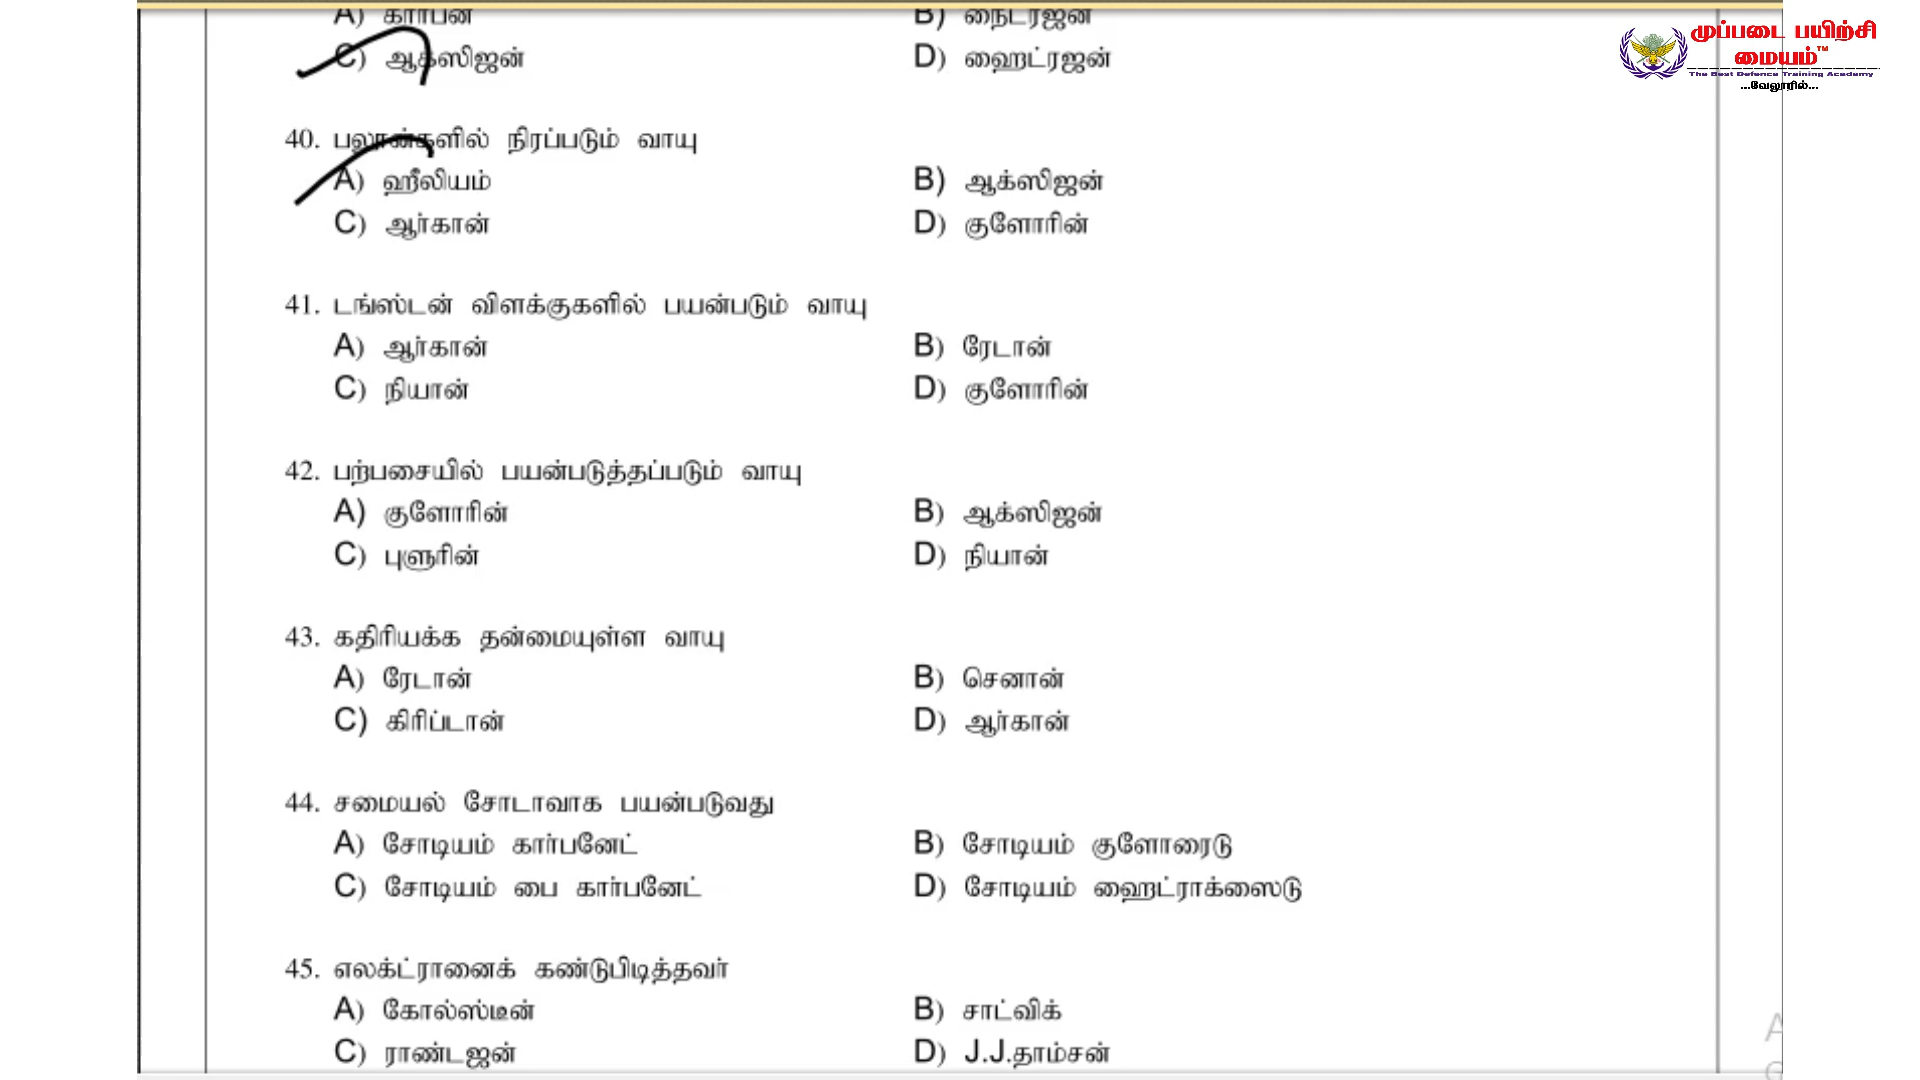 A) கார்பன்
B) நைட்ரஜன்
C) ஆக்ஸிஜன்
D) ஹைட்ரஜன்
முப்படை பயிற்சி
மையம்™
The Best Defence Training Academy
...வேலூரில்...
40. பலூன்களில் நிரப்படும் வாயு
A) ஹீலியம்
B) ஆக்ஸிஜன்
C) ஆர்கான்
D) குளோரின்
41. டங்ஸ்டன் விளக்குகளில் பயன்படும் வாயு
A) ஆர்கான்
B) ரேடான்
C) நியான்
D) குளோரின்
42. பற்பசையில் பயன்படுத்தப்படும் வாயு
A) குளோரின்
B) ஆக்ஸிஜன்
C) புளுரின்
D) நியான்
43. கதிரியக்க தன்மையுள்ள வாயு
A) ரேடான்
B) செனான்
C) கிரிப்டான்
D) ஆர்கான்
44. சமையல் சோடாவாக பயன்படுவது
A) சோடியம் கார்பனேட்
B) சோடியம் குளோரைடு
C) சோடியம் பை கார்பனேட்
D) சோடியம் ஹைட்ராக்ஸைடு
45. எலக்ட்ரானைக் கண்டுபிடித்தவர்
A) கோல்ஸ்டீன்
B) சாட்விக்
C) ராண்டஜன்
D) J.J.தாம்சன்